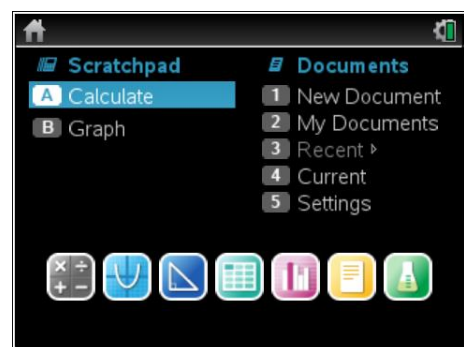 Scratchpad
A Calculate
B Graph
Documents
1 New Document
2 My Documents
3 Recent ▸
4 Current
5 Settings